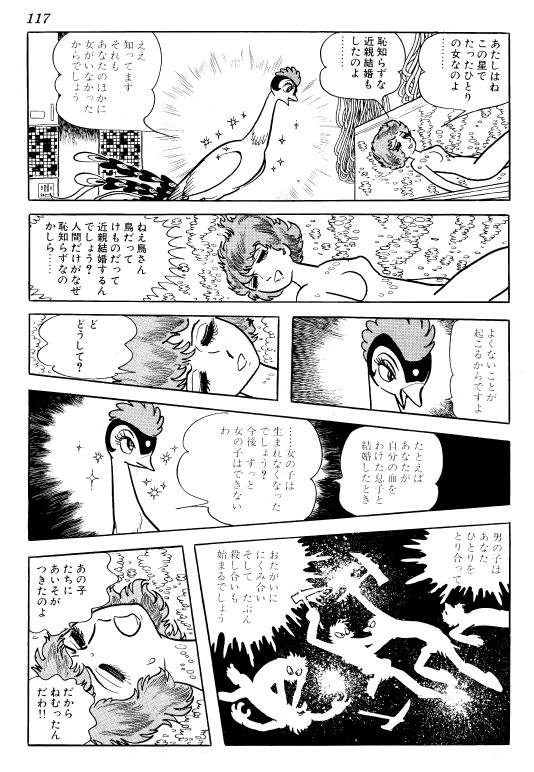 117
あたしはね
この星で
たったひとり
の女なのよ
……
恥知らずな
近親結婚も
したのよ
……
ええ
知ってます
それも
あなたのほかに
女がいなかった
からでしょう
ねえ鳥さん
鳥だって
けものだって
近親結婚するん
でしょう？
人間だけがなぜ
恥知らずなの
かしら……
よくないことが
起こるからですよ
ど
どうして？
たとえば
あなたが
自分の血を
わけた息子と
結婚したとき
……女の子は
生まれなくなった
でしょう？
今後 ずっと
女の子はできない
わ
男の子は
あなた
ひとりを
とり合って
おたがいに
にくみ合い
そして たぶん
殺し合いも
始まるでしょう
あの子
たちに
あいそが
つきたのよ
だから
ねむったん
だわ!!